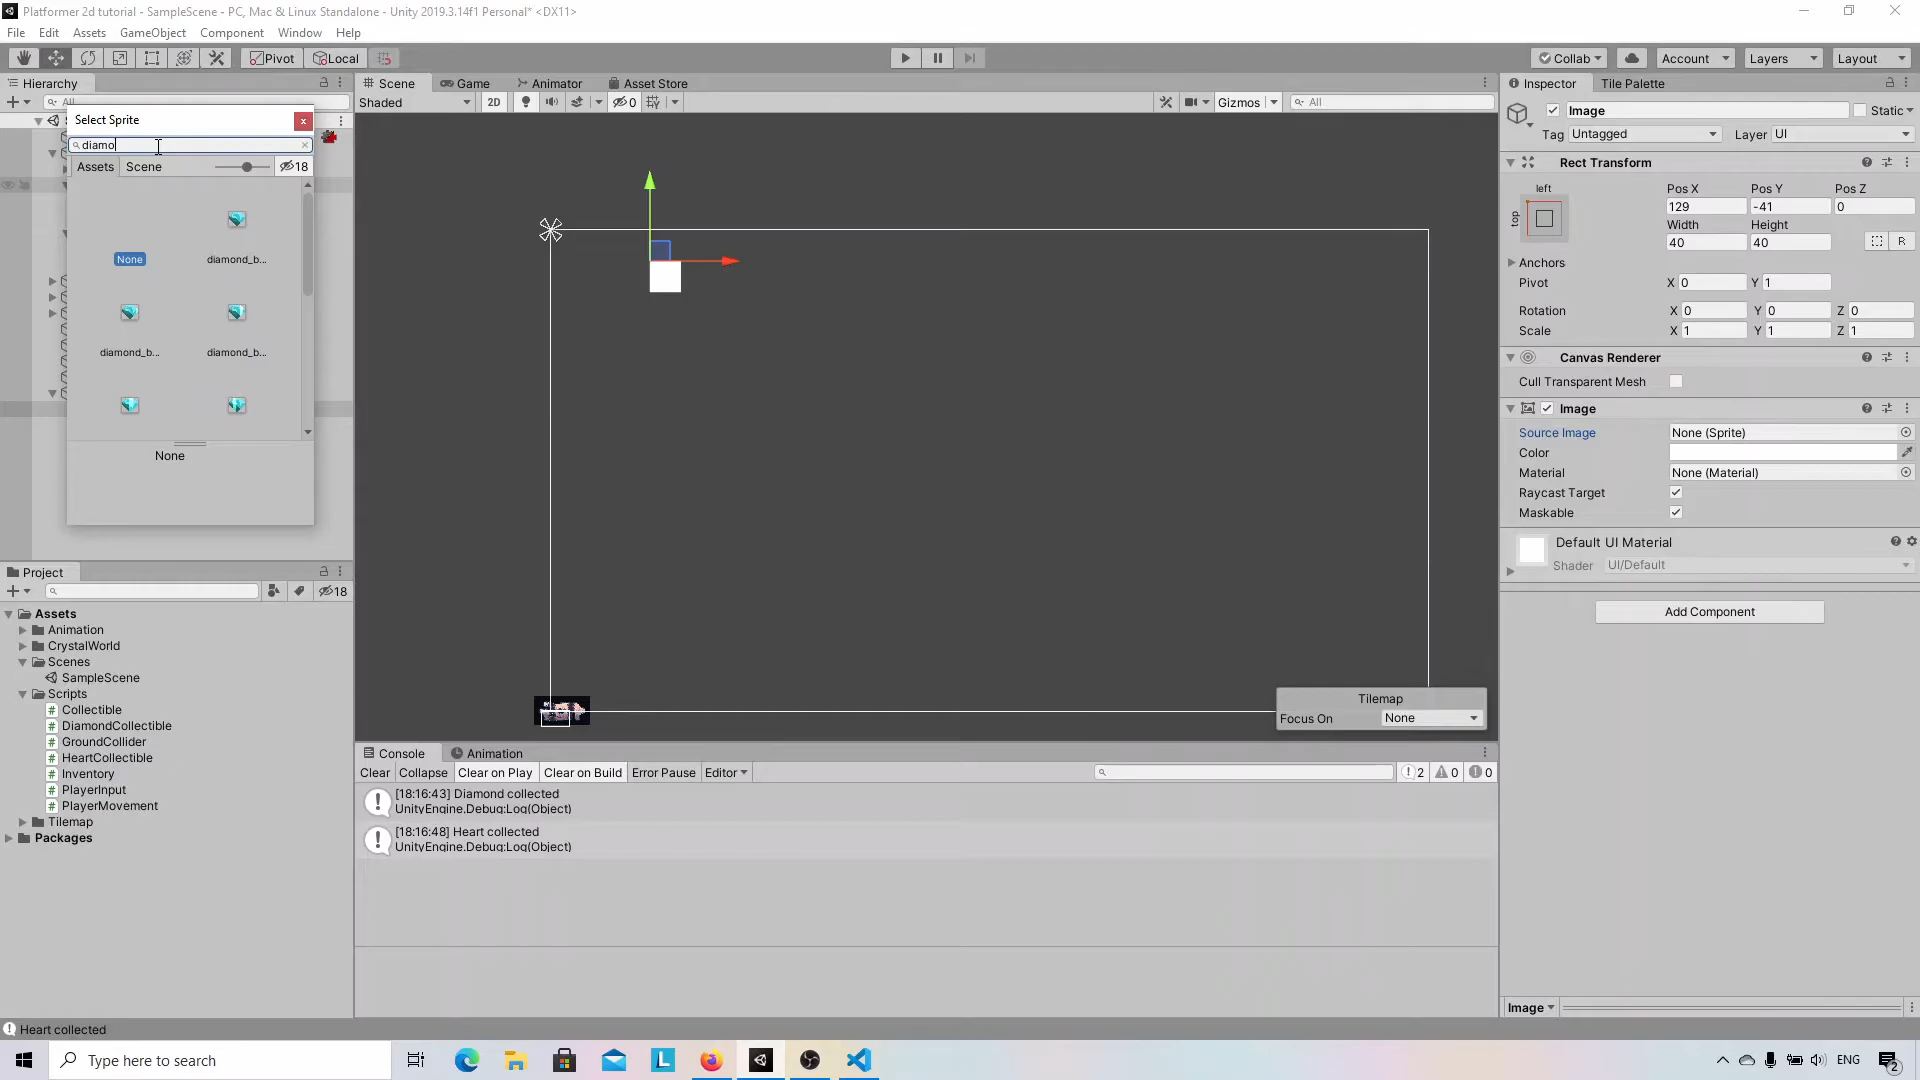 Platformer 2d tutorial - SampleScene - PC, Mac & Linux Standalone - Unity 2019.3.14f1 Personal* <DX11>
File Edit Assets GameObject Component Window Help
Pivot Local Collab Account Layers Layout
Hierarchy
All
Select Sprite
diamo
Assets Scene 18
None diamond_b...
diamond_b... diamond_b...
None
Scene Game Animator Asset Store
Shaded 2D 0 Gizmos All
Tilemap
Focus On None
Inspector Tile Palette
Image Static
Tag Untagged Layer UI
Rect Transform
left
top
Pos X Pos Y Pos Z
129 -41 0
Width Height
40 40 R
Anchors
Pivot X 0 Y 1
Rotation X 0 Y 0 Z 0
Scale X 1 Y 1 Z 1
Canvas Renderer
Cull Transparent Mesh
Image
Source Image None (Sprite)
Color
Material None (Material)
Raycast Target
Maskable
Default UI Material
Shader UI/Default
Add Component
Image
Project
18
Assets
Animation
CrystalWorld
Scenes
SampleScene
Scripts
Collectible
DiamondCollectible
GroundCollider
HeartCollectible
Inventory
PlayerInput
PlayerMovement
Tilemap
Packages
Console Animation
Clear Collapse Clear on Play Clear on Build Error Pause Editor 2 0 0
[18:16:43] Diamond collected
UnityEngine.Debug:Log(Object)
[18:16:48] Heart collected
UnityEngine.Debug:Log(Object)
Heart collected
Type here to search
ENG
2